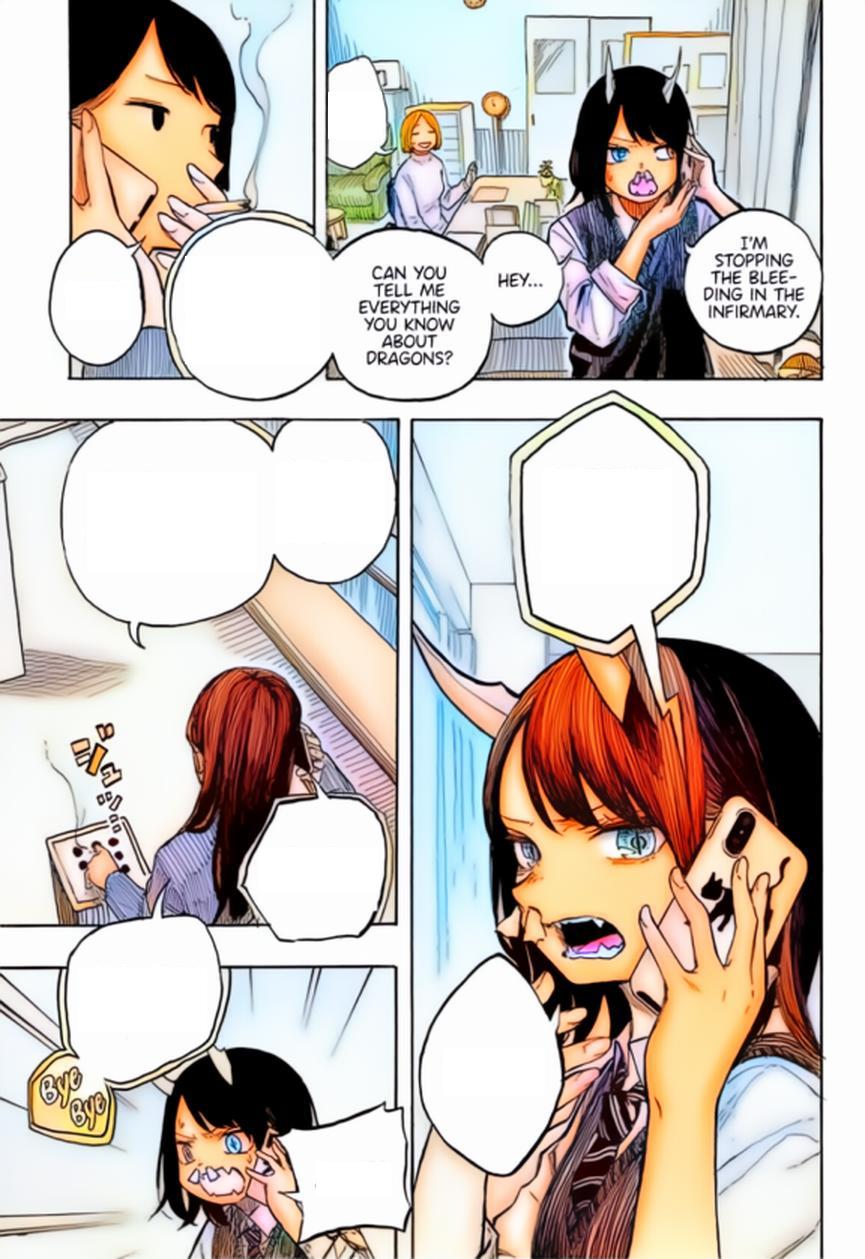 I'M
STOPPING
THE BLEE-
DING IN THE
INFIRMARY.
HEY...
CAN YOU
TELL ME
EVERYTHING
YOU KNOW
ABOUT
DRAGONS?
ジュッ
Bye
Bye